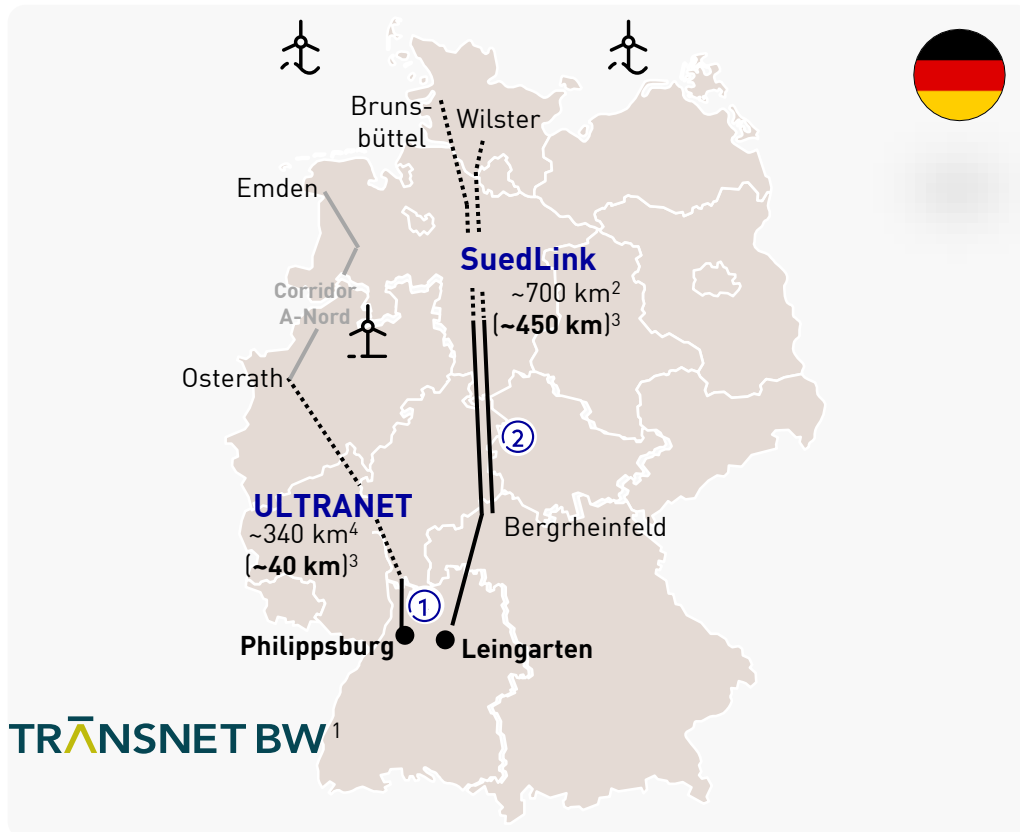 Bruns-
büttel
Wilster
Emden
SuedLink
~700 km²
(~450 km)³
Corridor
A-Nord
Osterath
2
ULTRANET
~340 km⁴
(~40 km)³
Bergrheinfeld
1
Philippsburg
Leingarten
TRANSNET BW¹